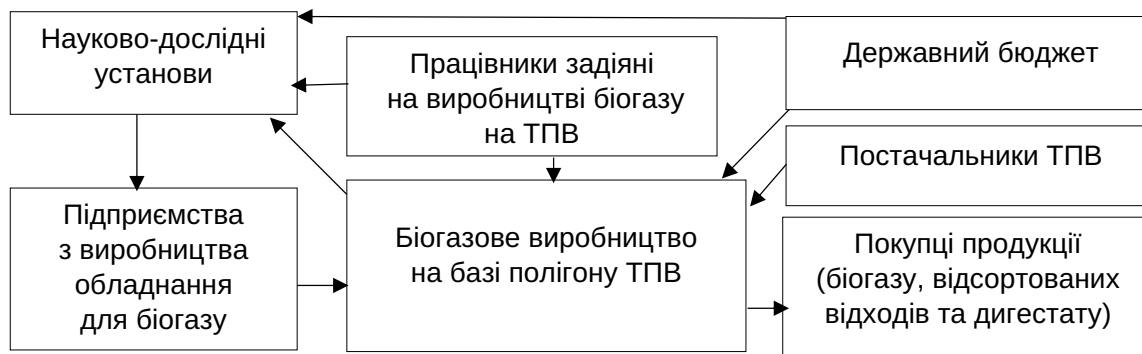 Науково-дослідні
установи
Працівники задіяні
на виробництві біогазу
на ТПВ
Державний бюджет
Постачальники ТПВ
Підприємства
з виробництва
обладнання
для біогазу
Біогазове виробництво
на базі полігону ТПВ
Покупці продукції
(біогазу, відсортованих
відходів та дигестату)